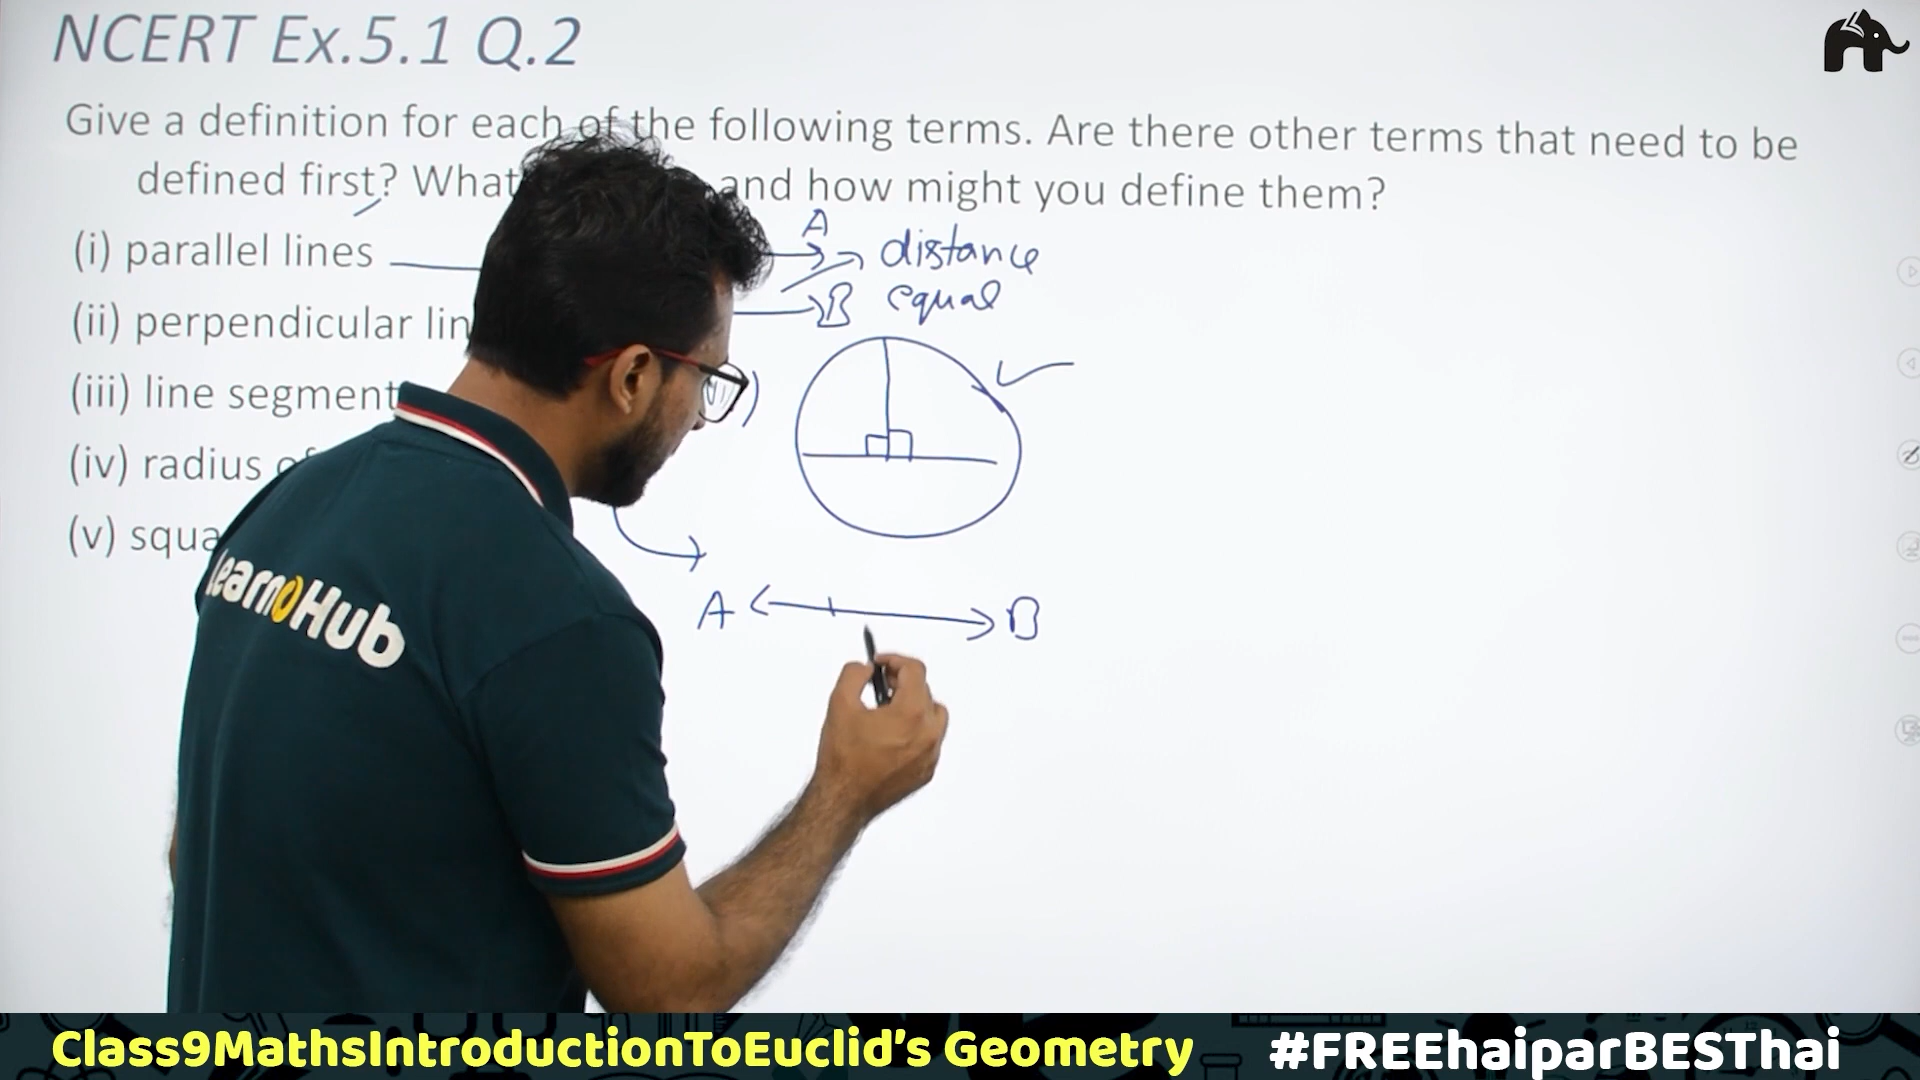 NCERT Ex.5.1 Q.2
Give a definition for each of the following terms. Are there other terms that need to be
defined first? What and how might you define them?
(i) parallel lines
A
distance
B equal
(ii) perpendicular lin
(iii) line segment
(iv) radius of
(v) squa
A B
LearnoHub
Class9MathsIntroductionToEuclid's Geometry #FREEhaiparBESThai